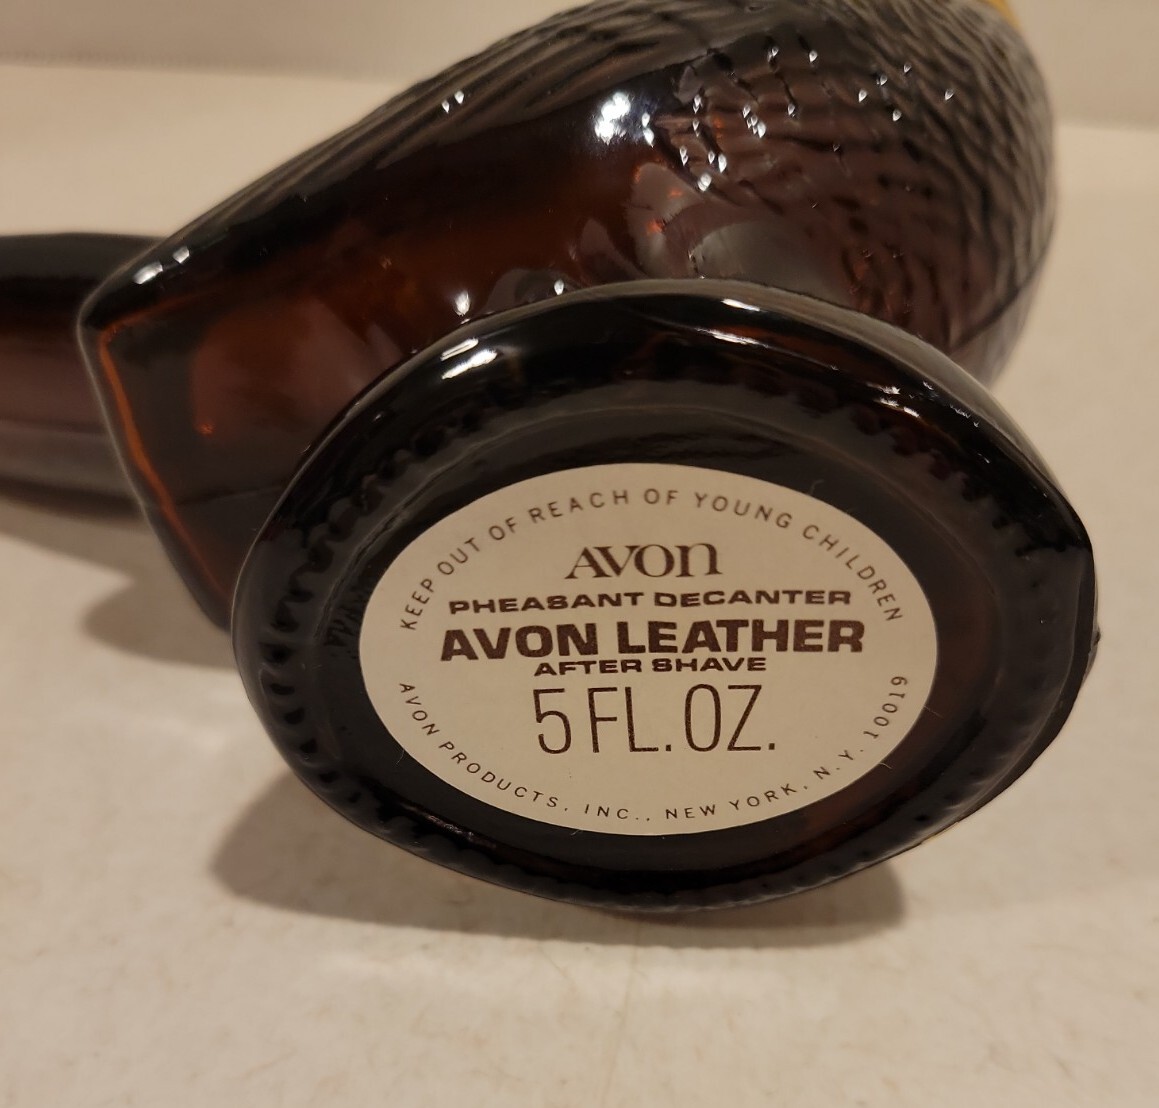 KEEP OUT OF REACH OF YOUNG CHILDREN
AVON
PHEASANT DECANTER
AVON LEATHER
AFTER SHAVE
5 FL. OZ.
AVON PRODUCTS, INC., NEW YORK, N.Y. 10019